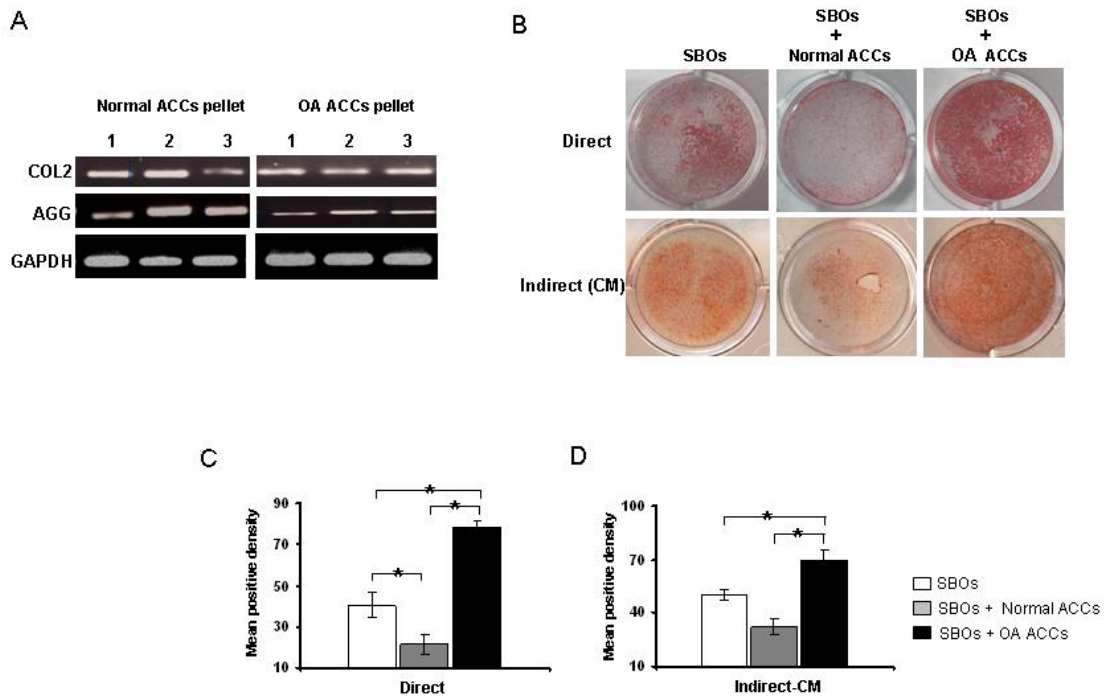 A
Normal ACCs pellet
OA ACCs pellet
1 2 3
1 2 3
COL2
AGG
GAPDH
B
SBOs
SBOs
+
Normal ACCs
SBOs
+
OA ACCs
Direct
Indirect (CM)
C
Mean positive density
90
70
50
30
10
*
*
*
Direct
D
Mean positive density
100
70
40
10
*
*
Indirect-CM
SBOs
SBOs + Normal ACCs
SBOs + OA ACCs